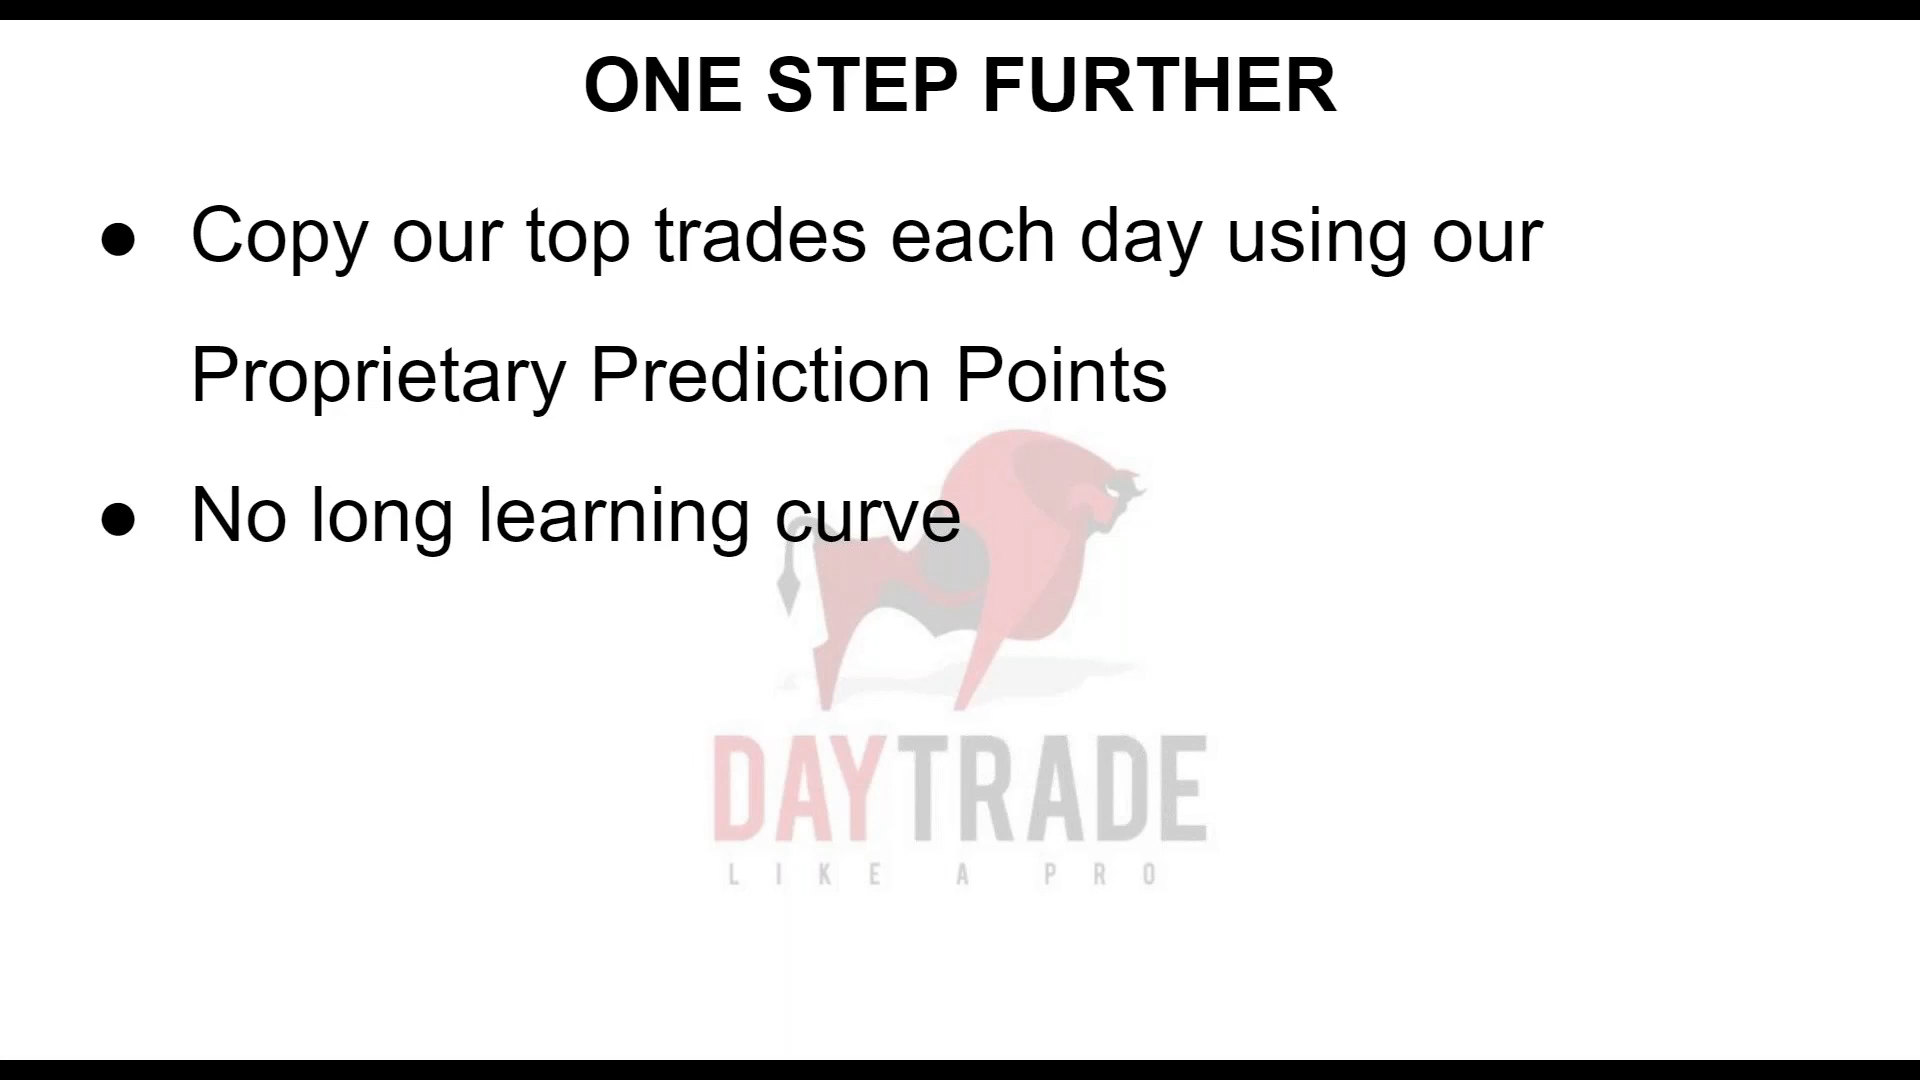 ONE STEP FURTHER
● Copy our top trades each day using our
Proprietary Prediction Points
● No long learning curve
DAYTRADE
LIKE A PRO